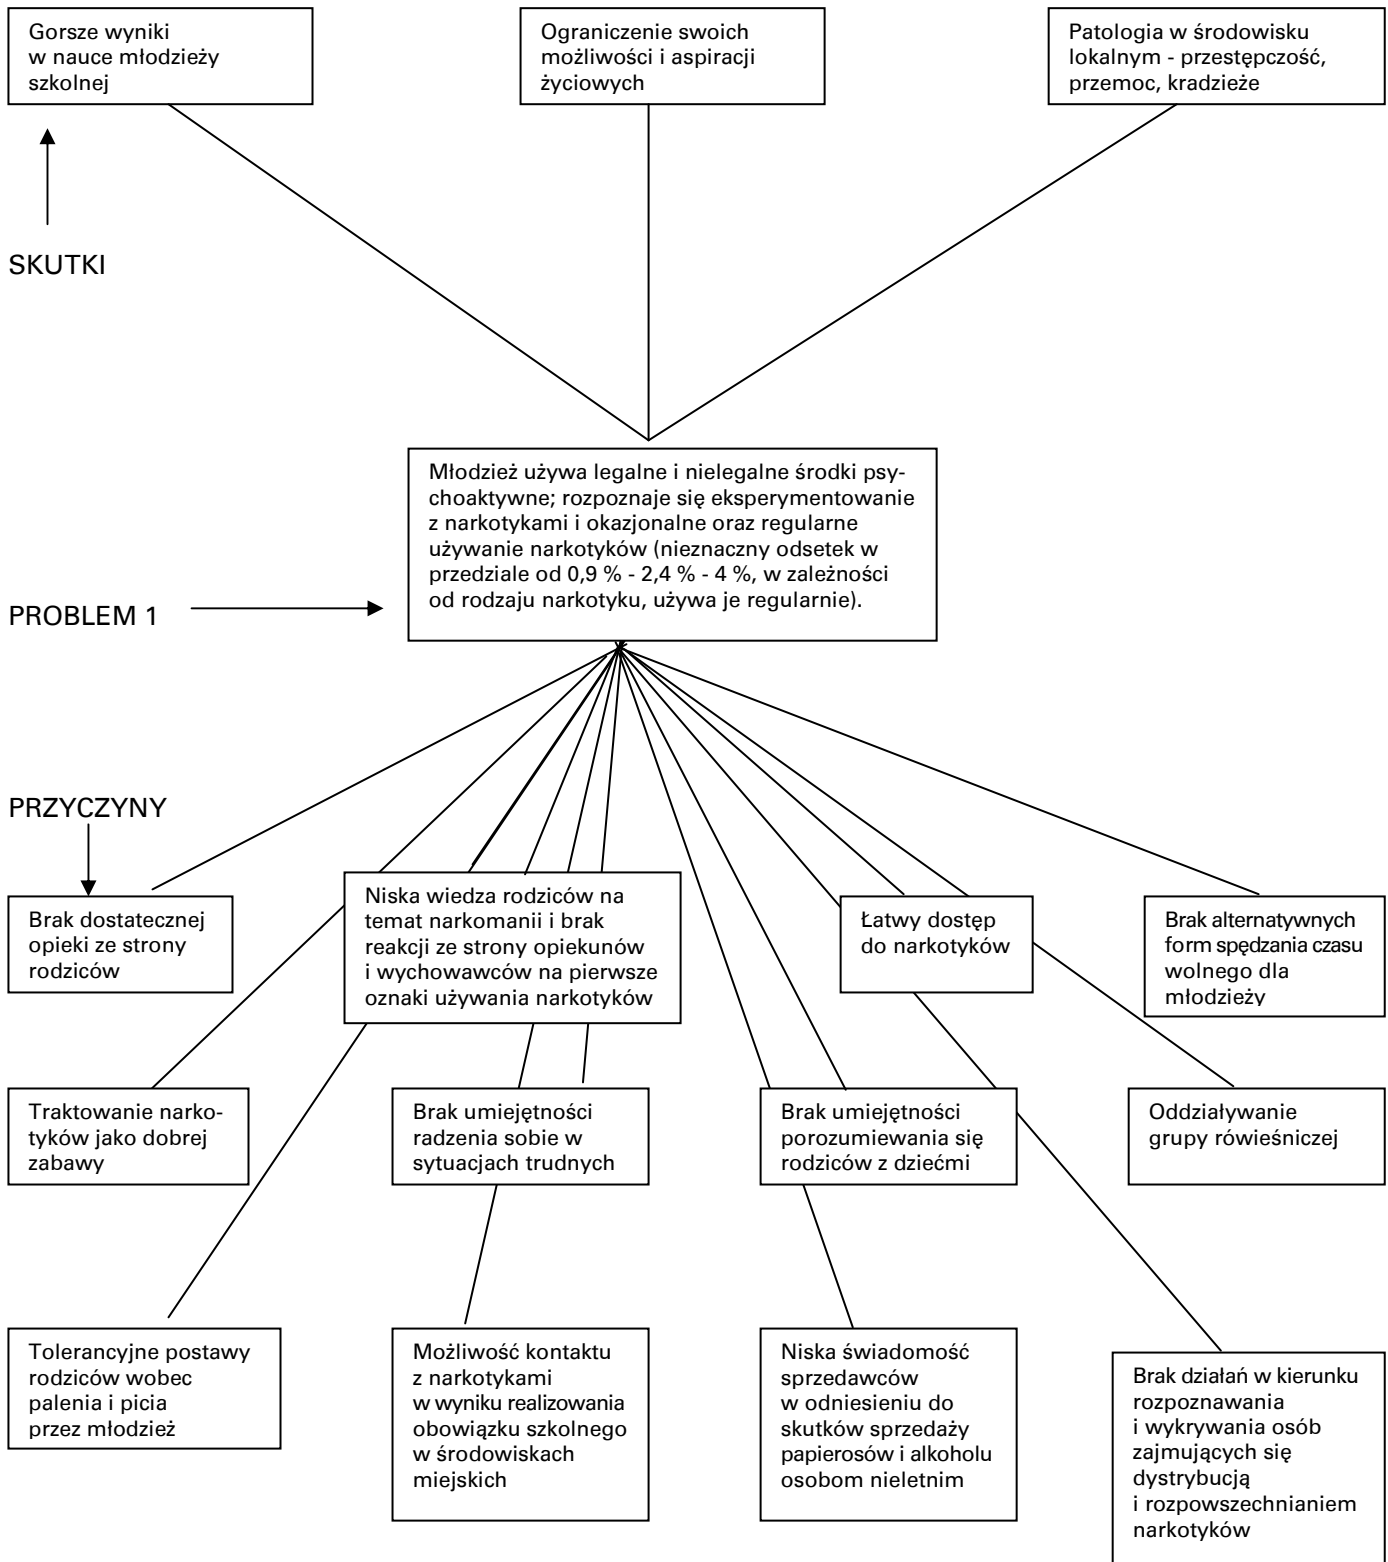 Gorsze wyniki
w nauce młodzieży
szkolnej
Ograniczenie swoich
możliwości i aspiracji
życiowych
Patologia w środowisku
lokalnym - przestępczość,
przemoc, kradzieże
SKUTKI
Młodzież używa legalne i nielegalne środki psy-
choaktywne; rozpoznaje się eksperymentowanie
z narkotykami i okazjonalne oraz regularne
używanie narkotyków (nieznaczny odsetek w
przedziale od 0,9 % - 2,4 % - 4 %, w zależności
od rodzaju narkotyku, używa je regularnie).
PROBLEM 1
PRZYCZYNY
Brak dostatecznej
opieki ze strony
rodziców
Niska wiedza rodziców na
temat narkomanii i brak
reakcji ze strony opiekunów
i wychowawców na pierwsze
oznaki używania narkotyków
Łatwy dostęp
do narkotyków
Brak alternatywnych
form spędzania czasu
wolnego dla
młodzieży
Traktowanie narko-
tyków jako dobrej
zabawy
Brak umiejętności
radzenia sobie w
sytuacjach trudnych
Brak umiejętności
porozumiewania się
rodziców z dziećmi
Oddziaływanie
grupy rówieśniczej
Tolerancyjne postawy
rodziców wobec
palenia i picia
przez młodzież
Możliwość kontaktu
z narkotykami
w wyniku realizowania
obowiązku szkolnego
w środowiskach
miejskich
Niska świadomość
sprzedawców
w odniesieniu do
skutków sprzedaży
papierosów i alkoholu
osobom nieletnim
Brak działań w kierunku
rozpoznawania
i wykrywania osób
zajmujących się
dystrybucją
i rozpowszechnianiem
narkotyków